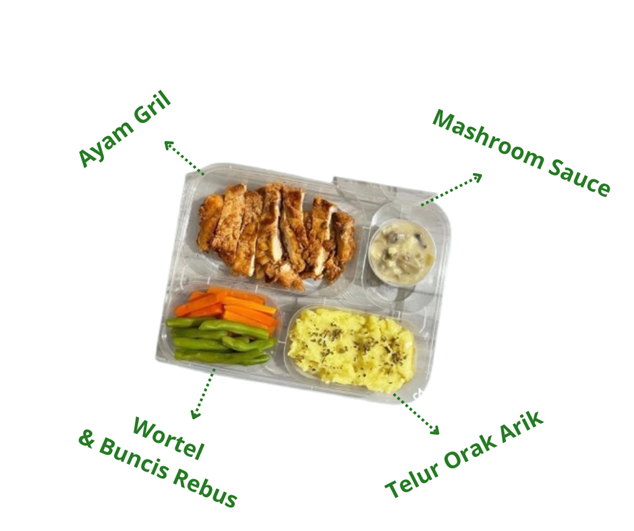 Ayam Gril
Mashroom Sauce
Wortel
& Buncis Rebus
Telur Orak Arik